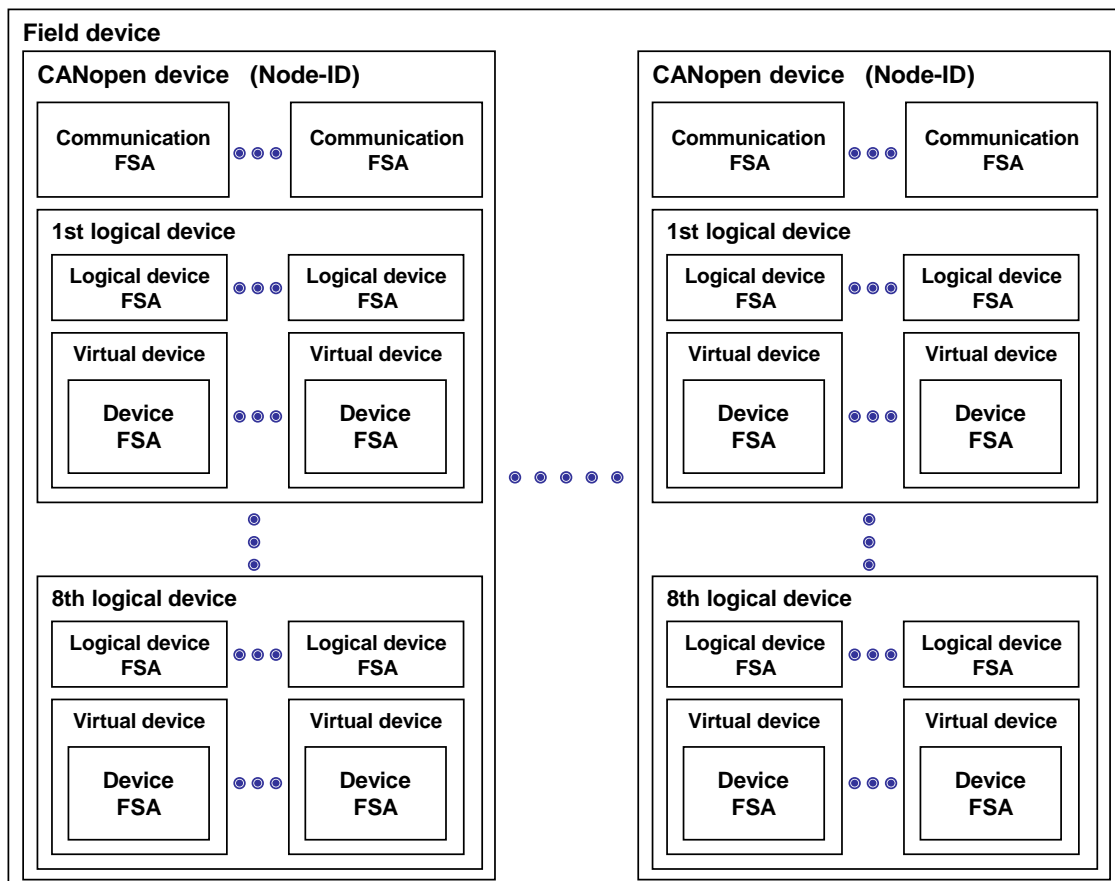 Field device
CANopen device (Node-ID)
Communication
FSA
Communication
FSA
1st logical device
Logical device
FSA
Logical device
FSA
Virtual device
Device
FSA
Virtual device
Device
FSA
8th logical device
Logical device
FSA
Logical device
FSA
Virtual device
Device
FSA
Virtual device
Device
FSA
CANopen device (Node-ID)
Communication
FSA
Communication
FSA
1st logical device
Logical device
FSA
Logical device
FSA
Virtual device
Device
FSA
Virtual device
Device
FSA
8th logical device
Logical device
FSA
Logical device
FSA
Virtual device
Device
FSA
Virtual device
Device
FSA